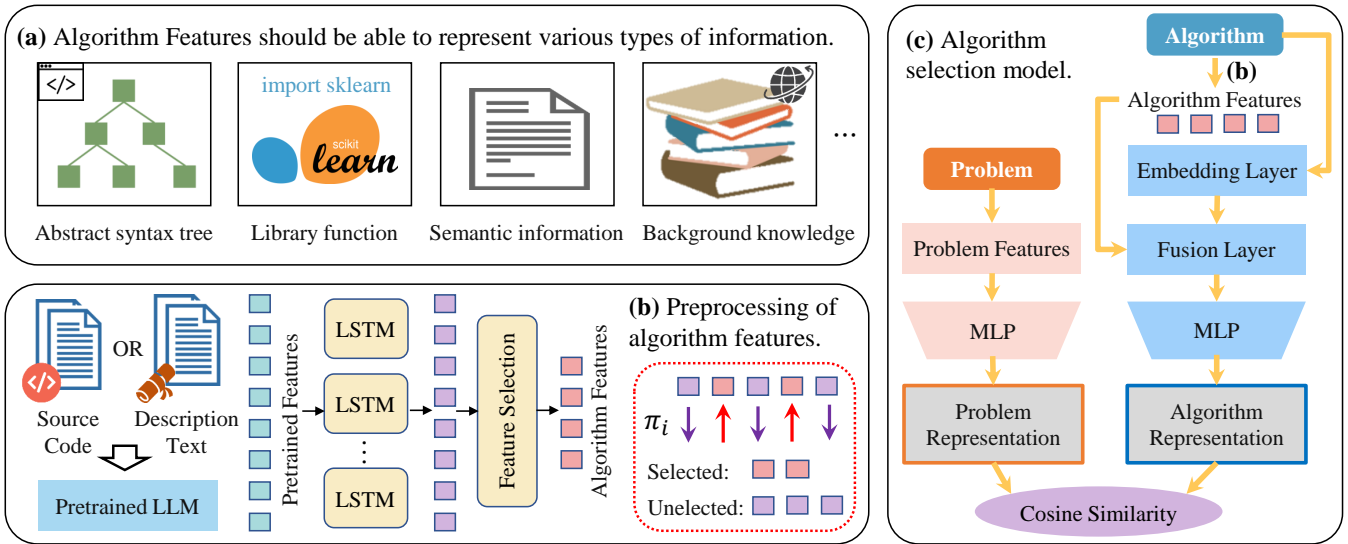 (a) Algorithm Features should be able to represent various types of information.
</>
import sklearn
scikit
learn
...
Abstract syntax tree
Library function
Semantic information
Background knowledge
OR
</>
Source
Code
Description
Text
Pretrained LLM
Pretrained Features
LSTM
LSTM
⋮
LSTM
Feature Selection
Algorithm Features
(b) Preprocessing of
algorithm features.
πi
Selected:
Unelected:
(c) Algorithm
selection model.
Algorithm
(b)
Algorithm Features
Problem
Embedding Layer
Problem Features
Fusion Layer
MLP
MLP
Problem
Representation
Algorithm
Representation
Cosine Similarity